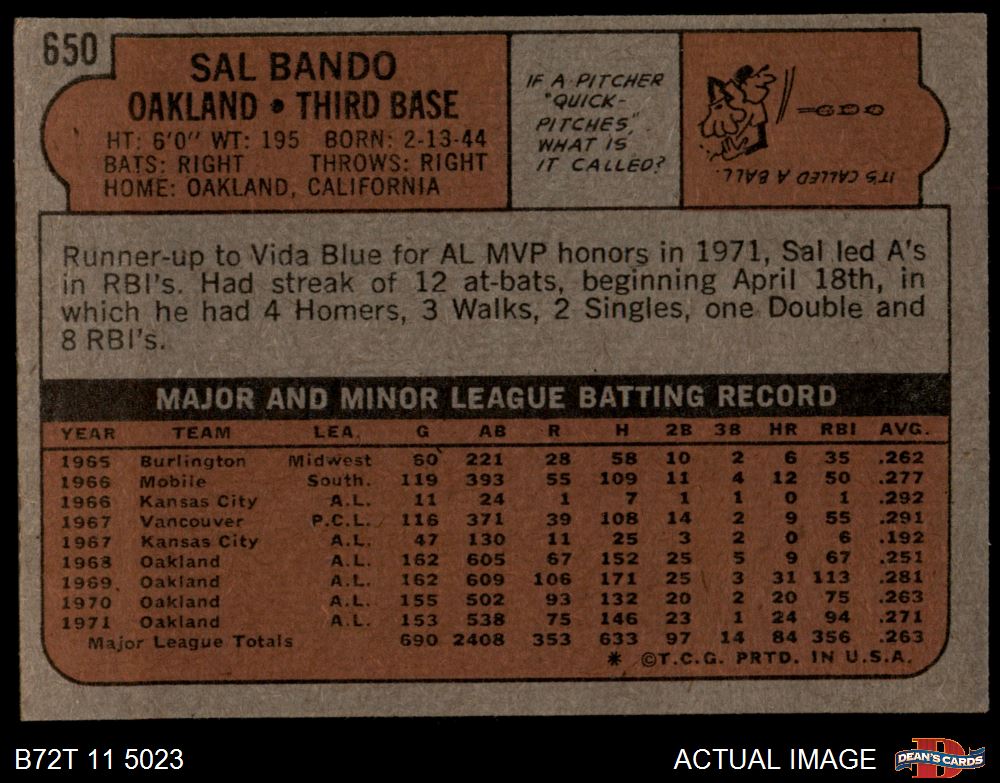 650
SAL BANDO
OAKLAND • THIRD BASE
HT: 6'0" WT: 195 BORN: 2-13-44
BATS: RIGHT THROWS: RIGHT
HOME: OAKLAND, CALIFORNIA
IF A PITCHER
"QUICK-
PITCHES,"
WHAT IS
IT CALLED?
IT'S CALLED A BALL.
Runner-up to Vida Blue for AL MVP honors in 1971, Sal led A's
in RBI's. Had streak of 12 at-bats, beginning April 18th, in
which he had 4 Homers, 3 Walks, 2 Singles, one Double and
8 RBI's.
MAJOR AND MINOR LEAGUE BATTING RECORD
YEAR TEAM LEA. G AB R H 2B 3B HR RBI AVG.
1965 Burlington Midwest 60 221 28 58 10 2 6 35 .262
1966 Mobile South. 119 393 55 109 11 4 12 50 .277
1966 Kansas City A.L. 11 24 1 7 1 1 0 1 .292
1967 Vancouver P.C.L. 116 371 39 108 14 2 9 55 .291
1967 Kansas City A.L. 47 130 11 25 3 2 0 6 .192
1968 Oakland A.L. 162 605 67 152 25 5 9 67 .251
1969 Oakland A.L. 162 609 106 171 25 3 31 113 .281
1970 Oakland A.L. 155 502 93 132 20 2 20 75 .263
1971 Oakland A.L. 153 538 75 146 23 1 24 94 .271
Major League Totals 690 2408 353 633 97 14 84 356 .263
* ©T.C.G. PRTD. IN U.S.A.
B72T 11 5023
ACTUAL IMAGE
D
DEAN'S CARDS